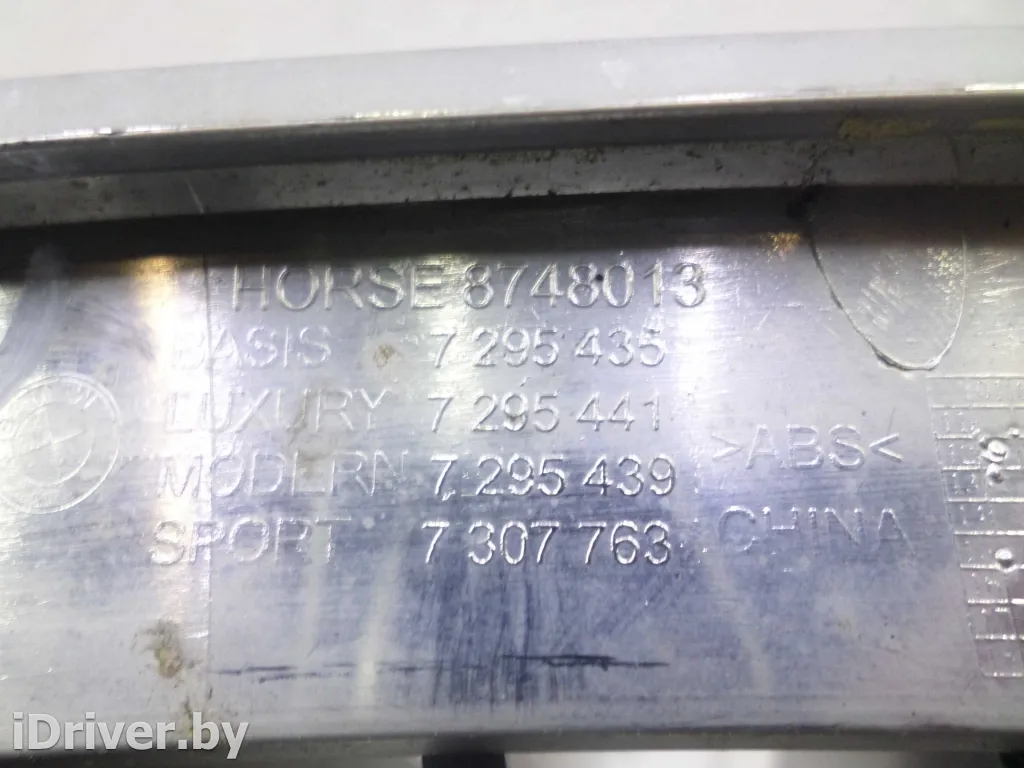 HORSE 8748013
BASIS 7 295 435
LUXURY 7 295 441
MODERN 7 295 439
SPORT 7 307 763
>ABS<
CHINA
iDriver.by